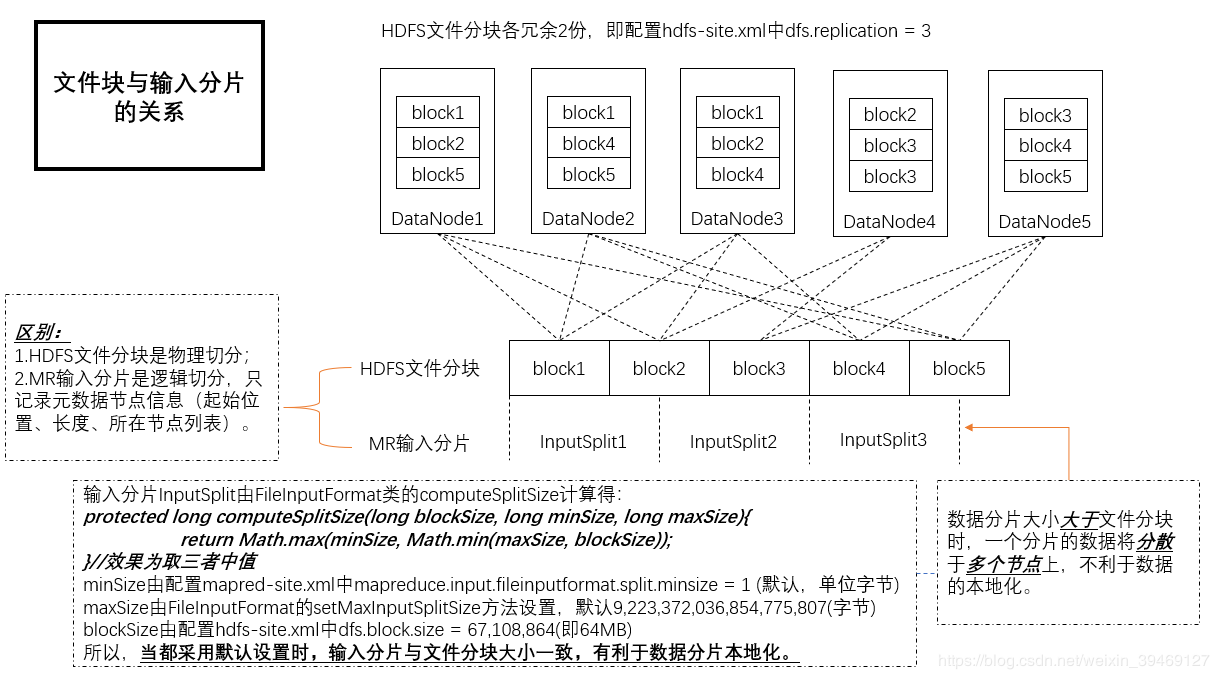 HDFS文件分块各冗余2份，即配置hdfs-site.xml中dfs.replication = 3
文件块与输入分片
的关系
block1
block2
block5
DataNode1
block1
block4
block5
DataNode2
block1
block2
block4
DataNode3
block2
block3
block3
DataNode4
block3
block4
block5
DataNode5
区别：
1.HDFS文件分块是物理切分；
2.MR输入分片是逻辑切分，只
记录元数据节点信息（起始位
置、长度、所在节点列表）。
HDFS文件分块
block1 block2 block3 block4 block5
MR输入分片
InputSplit1 InputSplit2 InputSplit3
输入分片InputSplit由FileInputFormat类的computeSplitSize计算得：
protected long computeSplitSize(long blockSize, long minSize, long maxSize){
return Math.max(minSize, Math.min(maxSize, blockSize));
}//效果为取三者中值
minSize由配置mapred-site.xml中mapreduce.input.fileinputformat.split.minsize = 1 (默认，单位字节)
maxSize由FileInputFormat的setMaxInputSplitSize方法设置，默认9,223,372,036,854,775,807(字节)
blockSize由配置hdfs-site.xml中dfs.block.size = 67,108,864(即64MB)
所以，当都采用默认设置时，输入分片与文件分块大小一致，有利于数据分片本地化。
数据分片大小大于文件分块
时，一个分片的数据将分散
于多个节点上，不利于数据
的本地化。
https://blog.csdn.net/weixin_39469127